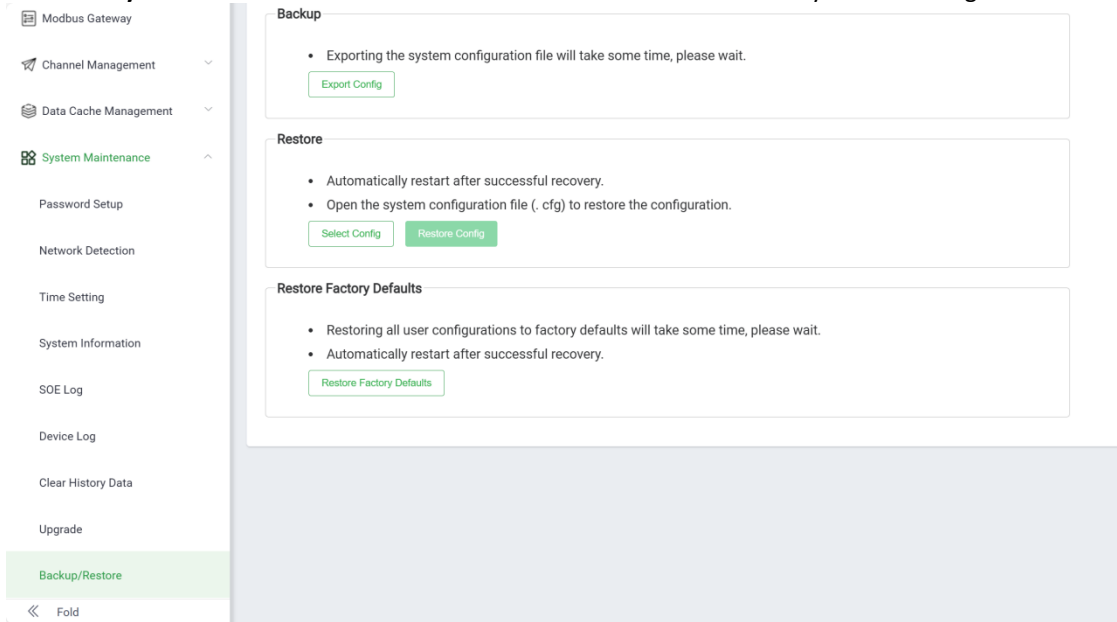 Modbus Gateway
Channel Management
Data Cache Management
System Maintenance
Password Setup
Network Detection
Time Setting
System Information
SOE Log
Device Log
Clear History Data
Upgrade
Backup/Restore
Fold
Backup
• Exporting the system configuration file will take some time, please wait.
Export Config
Restore
• Automatically restart after successful recovery.
• Open the system configuration file (. cfg) to restore the configuration.
Select Config Restore Config
Restore Factory Defaults
• Restoring all user configurations to factory defaults will take some time, please wait.
• Automatically restart after successful recovery.
Restore Factory Defaults